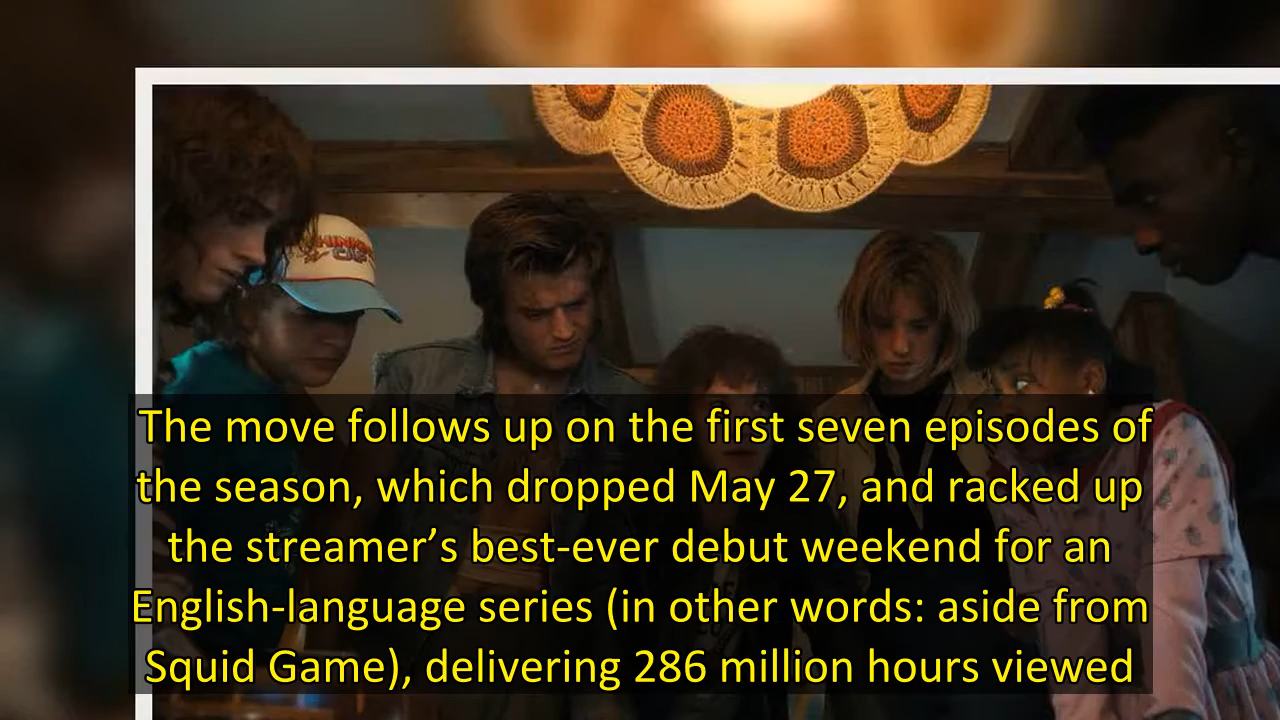 THINKING
CAP
The move follows up on the first seven episodes of
the season, which dropped May 27, and racked up
the streamer’s best-ever debut weekend for an
English-language series (in other words: aside from
Squid Game), delivering 286 million hours viewed